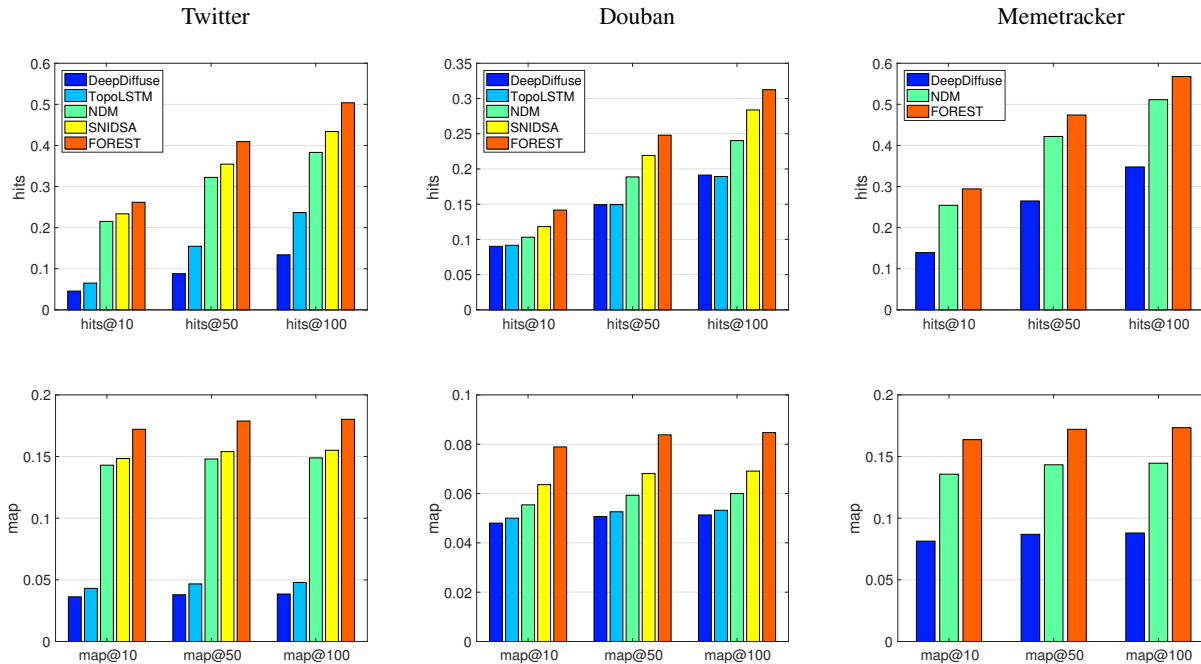 Twitter
Douban
Memetracker
0.6
0.5
0.4
0.3
0.2
0.1
0
hits
DeepDiffuse
TopoLSTM
NDM
SNIDSA
FOREST
hits@10
hits@50
hits@100
0.35
0.3
0.25
0.2
0.15
0.1
0.05
0
hits
DeepDiffuse
TopoLSTM
NDM
SNIDSA
FOREST
hits@10
hits@50
hits@100
0.6
0.5
0.4
0.3
0.2
0.1
0
hits
DeepDiffuse
NDM
FOREST
hits@10
hits@50
hits@100
0.2
0.15
0.1
0.05
0
map
map@10
map@50
map@100
0.1
0.08
0.06
0.04
0.02
0
map
map@10
map@50
map@100
0.2
0.15
0.1
0.05
0
map
map@10
map@50
map@100